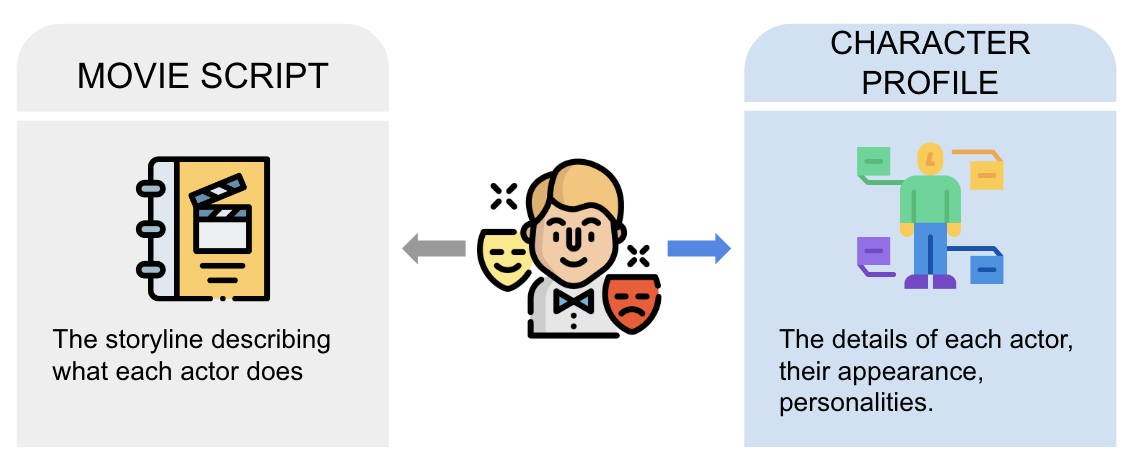 MOVIE SCRIPT
The storyline describing
what each actor does
CHARACTER
PROFILE
The details of each actor,
their appearance,
personalities.